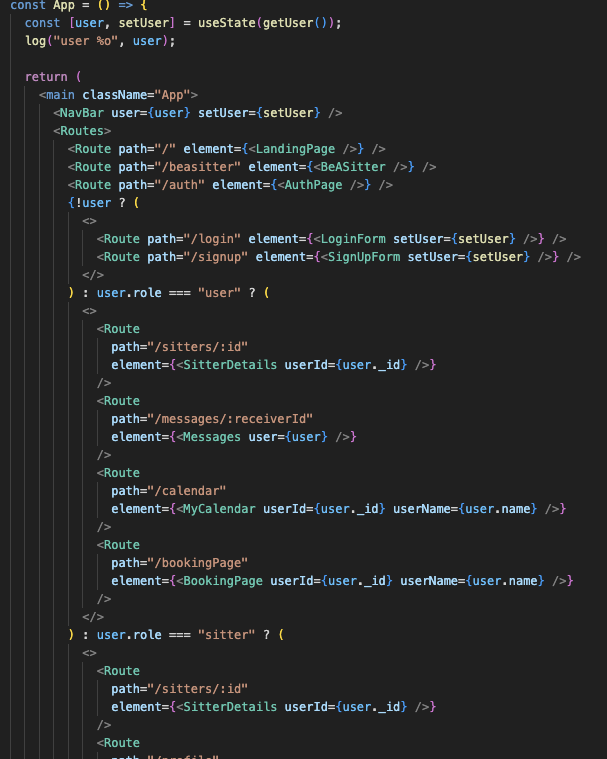 const App = () => {
const [user, setUser] = useState(getUser());
log("user %o", user);
return (
<main className="App">
<NavBar user={user} setUser={setUser} />
<Routes>
<Route path="/" element={<LandingPage />} />
<Route path="/beasitter" element={<BeASitter />} />
<Route path="/auth" element={<AuthPage />} />
{!user ? (
<>
<Route path="/login" element={<LoginForm setUser={setUser} />} />
<Route path="/signup" element={<SignUpForm setUser={setUser} />} />
</>
) : user.role === "user" ? (
<>
<Route
path="/sitters/:id"
element={<SitterDetails userId={user._id} />}
/>
<Route
path="/messages/:receiverId"
element={<Messages user={user} />}
/>
<Route
path="/calendar"
element={<MyCalendar userId={user._id} userName={user.name} />}
/>
<Route
path="/bookingPage"
element={<BookingPage userId={user._id} userName={user.name} />}
/>
</>
) : user.role === "sitter" ? (
<>
<Route
path="/sitters/:id"
element={<SitterDetails userId={user._id} />}
/>
<Route
path="/profile"